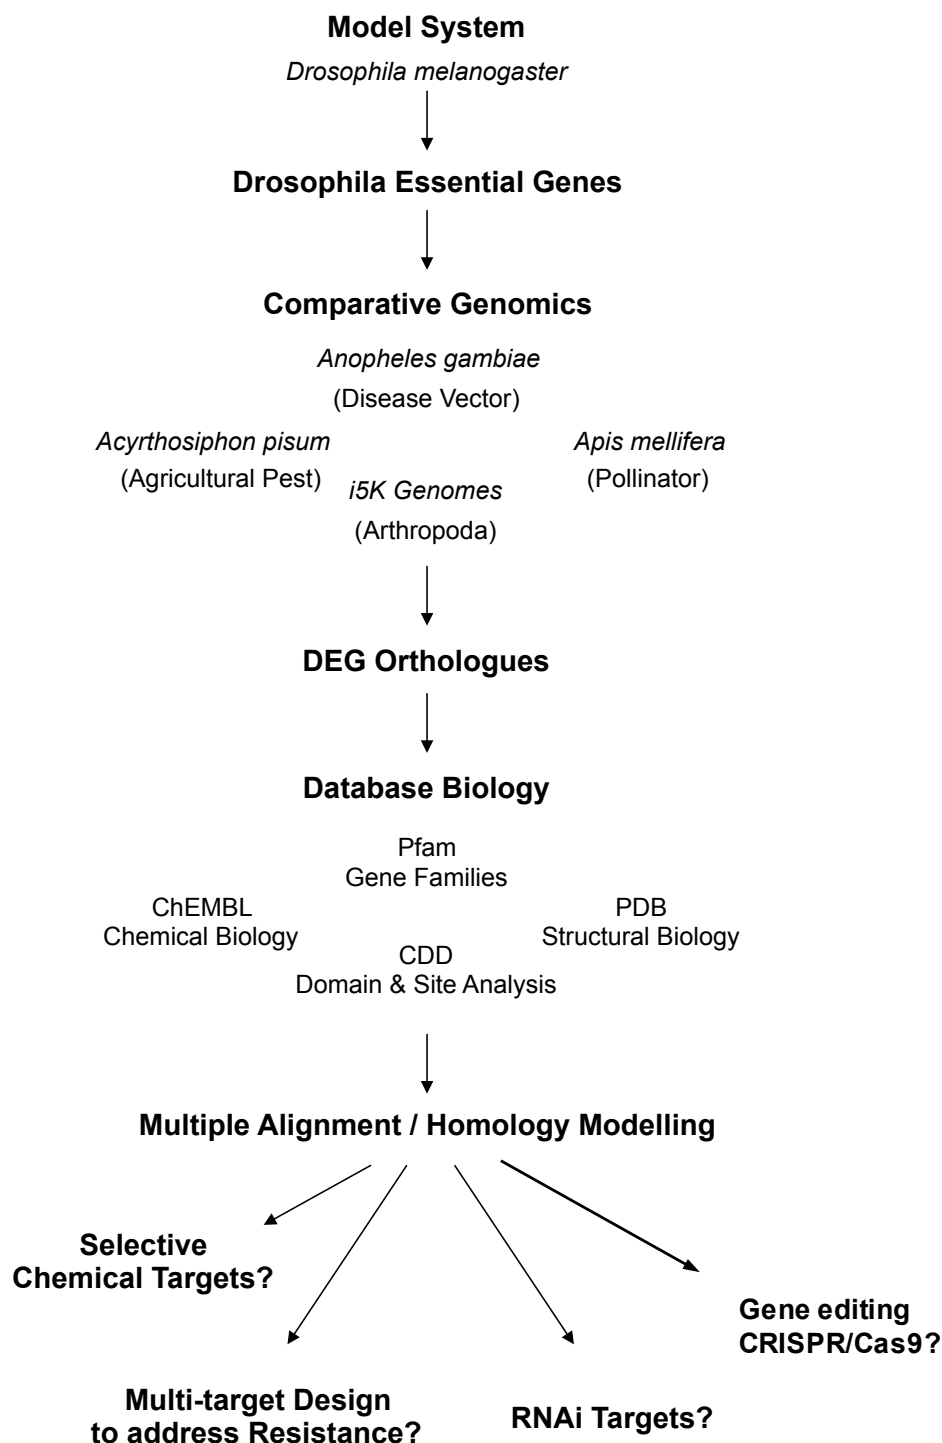 Model System
Drosophila melanogaster
Drosophila Essential Genes
Comparative Genomics
Anopheles gambiae
(Disease Vector)
Acyrthosiphon pisum
(Agricultural Pest)
Apis mellifera
(Pollinator)
i5K Genomes
(Arthropoda)
DEG Orthologues
Database Biology
Pfam
Gene Families
ChEMBL
Chemical Biology
PDB
Structural Biology
CDD
Domain & Site Analysis
Multiple Alignment / Homology Modelling
Selective
Chemical Targets?
Multi-target Design
to address Resistance?
RNAi Targets?
Gene editing
CRISPR/Cas9?